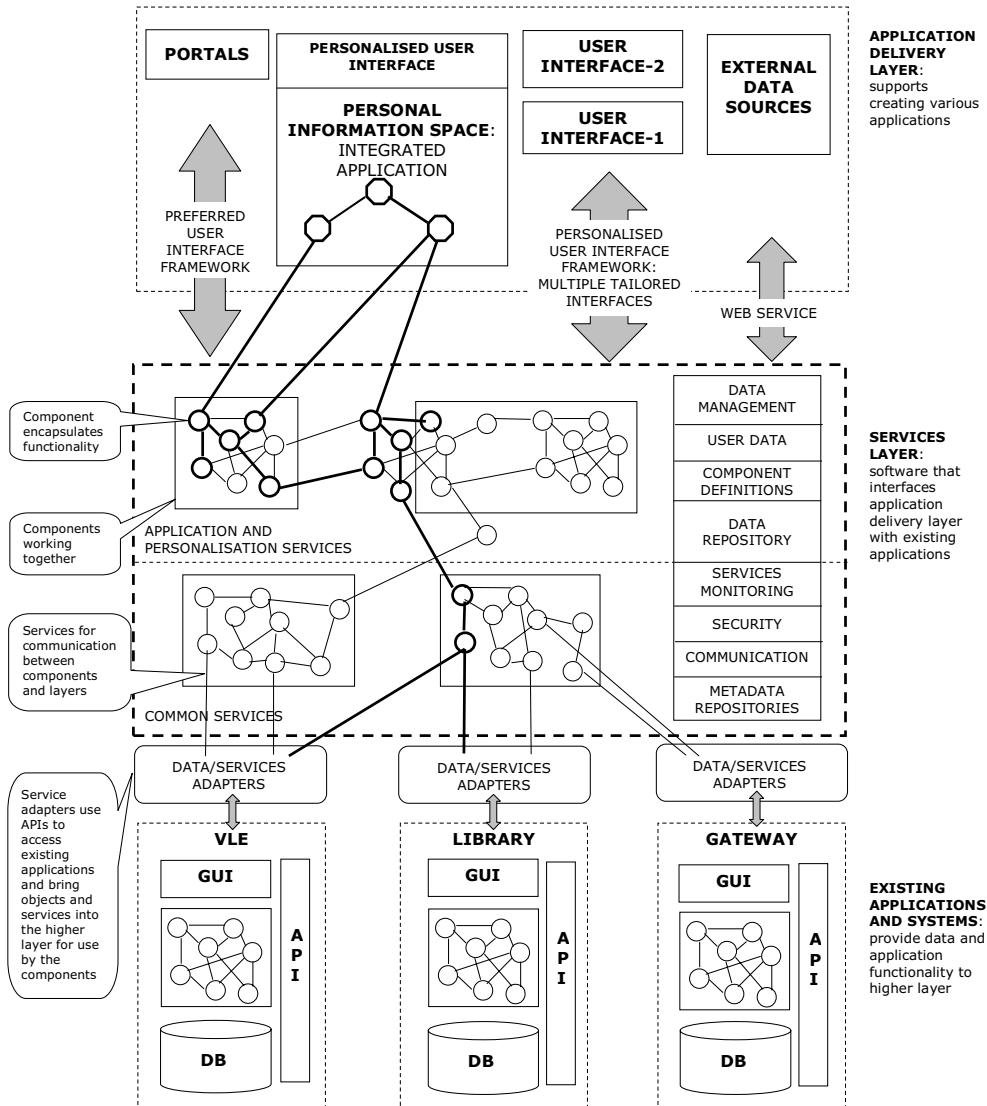 PORTALS
PERSONALISED USER
INTERFACE
PERSONAL
INFORMATION SPACE:
INTEGRATED
APPLICATION
USER
INTERFACE-2
USER
INTERFACE-1
EXTERNAL
DATA
SOURCES
APPLICATION
DELIVERY
LAYER:
supports
creating various
applications
PREFERRED
USER
INTERFACE
FRAMEWORK
PERSONALISED
USER INTERFACE
FRAMEWORK:
MULTIPLE TAILORED
INTERFACES
WEB SERVICE
Component
encapsulates
functionality
Components
working
together
APPLICATION AND
PERSONALISATION SERVICES
DATA
MANAGEMENT
USER DATA
COMPONENT
DEFINITIONS
DATA
REPOSITORY
SERVICES
MONITORING
SECURITY
COMMUNICATION
METADATA
REPOSITORIES
SERVICES
LAYER:
software that
interfaces
application
delivery layer
with existing
applications
Services for
communication
between
components
and layers
COMMON SERVICES
DATA/SERVICES
ADAPTERS
DATA/SERVICES
ADAPTERS
DATA/SERVICES
ADAPTERS
Service
adapters use
APIs to
access
existing
applications
and bring
objects and
services into
the higher
layer for use
by the
components
VLE
GUI
API
DB
LIBRARY
GUI
API
DB
GATEWAY
GUI
API
DB
EXISTING
APPLICATIONS
AND SYSTEMS:
provide data and
application
functionality to
higher layer